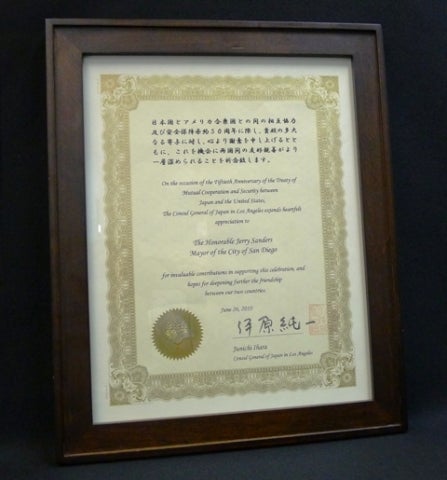 日本国とアメリカ合衆国との間の相互協力
及び安全保障条約50周年に際し、貴殿の多大
なる寄与に対し、心より謝意を申し上げるとと
もに、これを機会に両国間の友好親善がより
一層深められることを祈念致します。
On the occasion of the Fiftieth Anniversary of the Treaty of
Mutual Cooperation and Security between
Japan and the United States,
The Consul General of Japan in Los Angeles extends heartfelt
appreciation to
The Honorable Jerry Sanders
Mayor of the City of San Diego
for invaluable contributions in supporting this celebration, and
hopes for deepening further the friendship
between our two countries.
June 26, 2010
伊原純一
Junichi Ihara
Consul General of Japan in Los Angeles